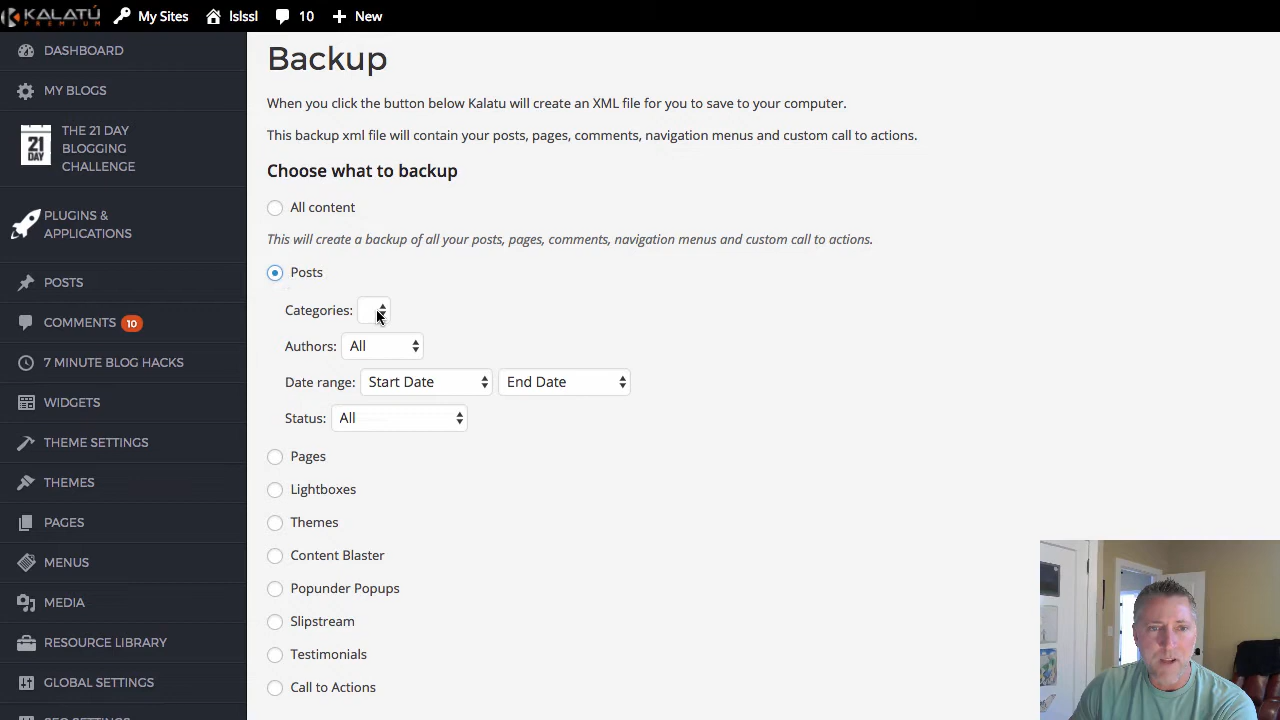 KALATÚ
PREMIUM
My Sites
lslssl
10
New
DASHBOARD
MY BLOGS
21
DAY
THE 21 DAY
BLOGGING
CHALLENGE
PLUGINS &
APPLICATIONS
POSTS
COMMENTS 10
7 MINUTE BLOG HACKS
WIDGETS
THEME SETTINGS
THEMES
PAGES
MENUS
MEDIA
RESOURCE LIBRARY
GLOBAL SETTINGS
SEO SETTINGS
Backup
When you click the button below Kalatu will create an XML file for you to save to your computer.
This backup xml file will contain your posts, pages, comments, navigation menus and custom call to actions.
Choose what to backup
All content
This will create a backup of all your posts, pages, comments, navigation menus and custom call to actions.
Posts
Categories:
Authors: All
Date range: Start Date End Date
Status: All
Pages
Lightboxes
Themes
Content Blaster
Popunder Popups
Slipstream
Testimonials
Call to Actions